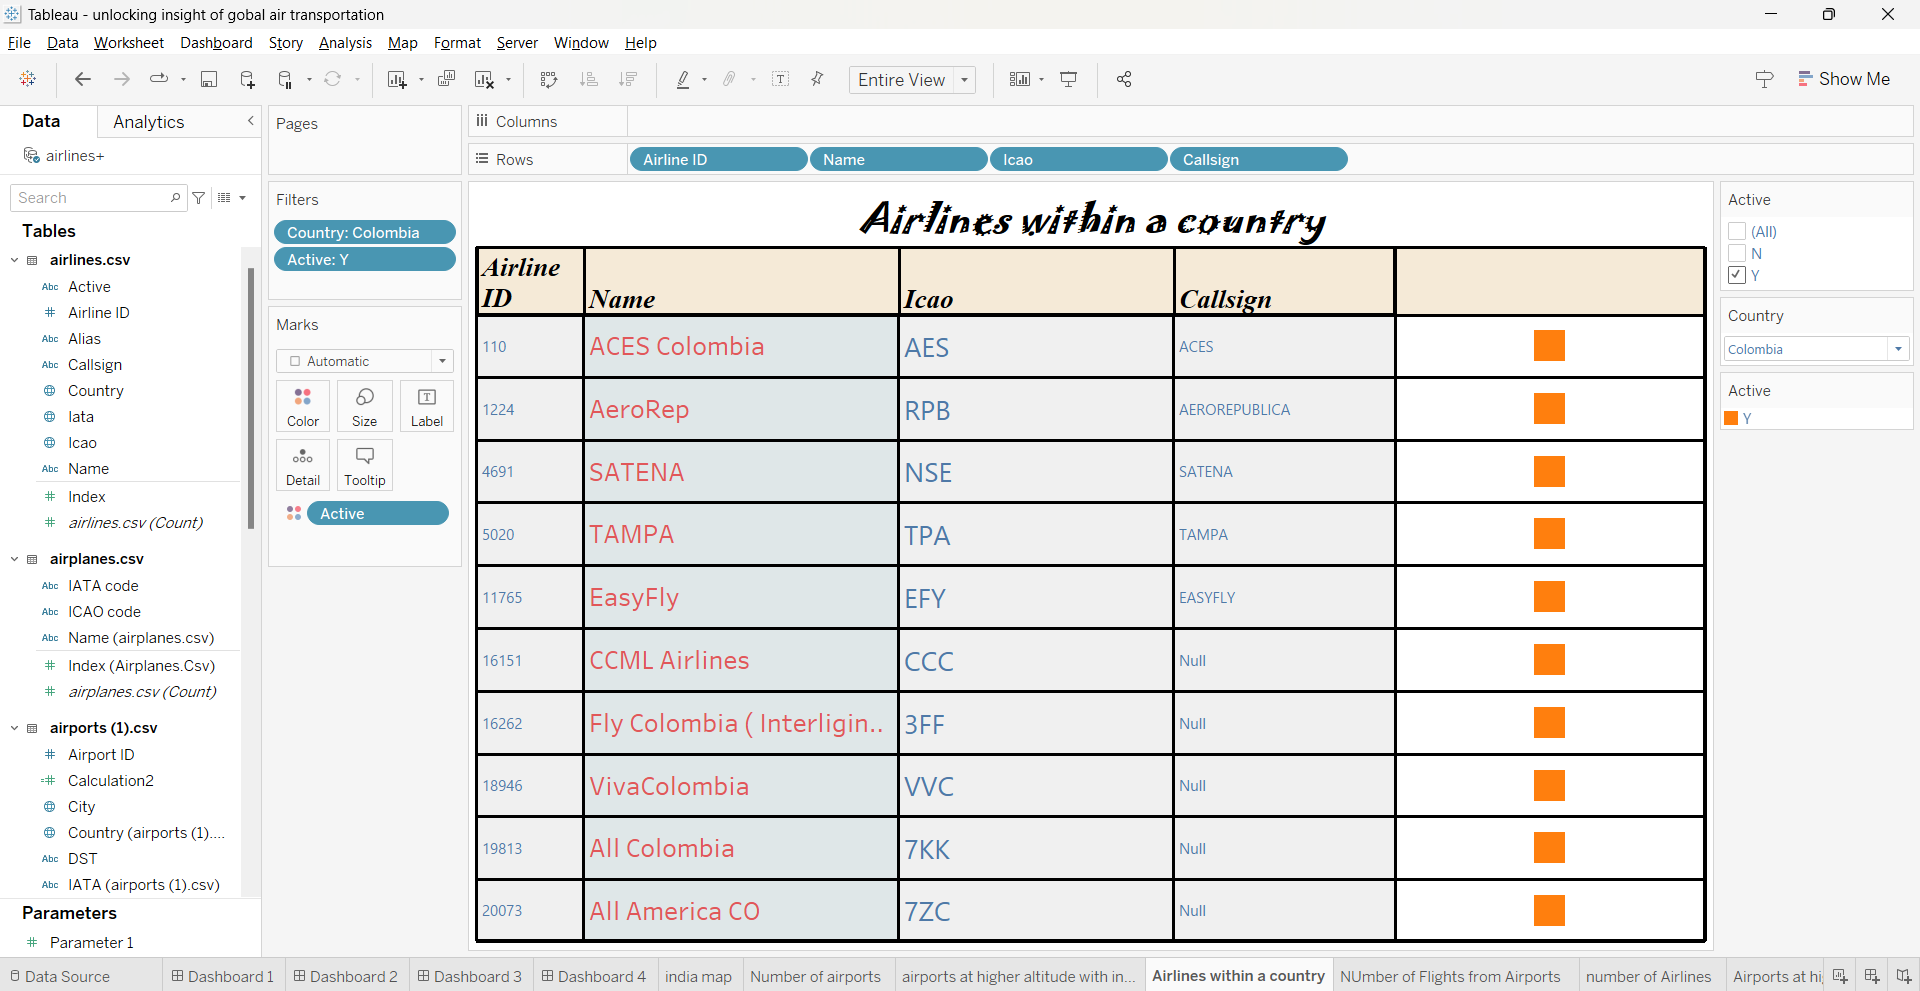 Tableau - unlocking insight of gobal air transportation
File Data Worksheet Dashboard Story Analysis Map Format Server Window Help
Entire View
Show Me
Data Analytics
airlines+
Search
Tables
airlines.csv
Abc Active
Airline ID
Abc Alias
Abc Callsign
Country
Iata
Icao
Abc Name
Index
airlines.csv (Count)
airplanes.csv
Abc IATA code
Abc ICAO code
Abc Name (airplanes.csv)
Index (Airplanes.Csv)
airplanes.csv (Count)
airports (1).csv
Airport ID
Calculation2
City
Country (airports (1)....
Abc DST
Abc IATA (airports (1).csv)
Parameters
Parameter 1
Pages
Filters
Country: Colombia
Active: Y
Marks
Automatic
Color Size Label
Detail Tooltip
Active
Columns
Rows Airline ID Name Icao Callsign
Airlines within a country
Airline ID Name Icao Callsign
110 ACES Colombia AES ACES
1224 AeroRep RPB AEROREPUBLICA
4691 SATENA NSE SATENA
5020 TAMPA TPA TAMPA
11765 EasyFly EFY EASYFLY
16151 CCML Airlines CCC Null
16262 Fly Colombia ( Interligin.. 3FF Null
18946 VivaColombia VVC Null
19813 All Colombia 7KK Null
20073 All America CO 7ZC Null
Active
(All)
N
Y
Country
Colombia
Active
Y
Data Source Dashboard 1 Dashboard 2 Dashboard 3 Dashboard 4 india map Number of airports airports at higher altitude with in... Airlines within a country NUmber of Flights from Airports number of Airlines Airports at hi